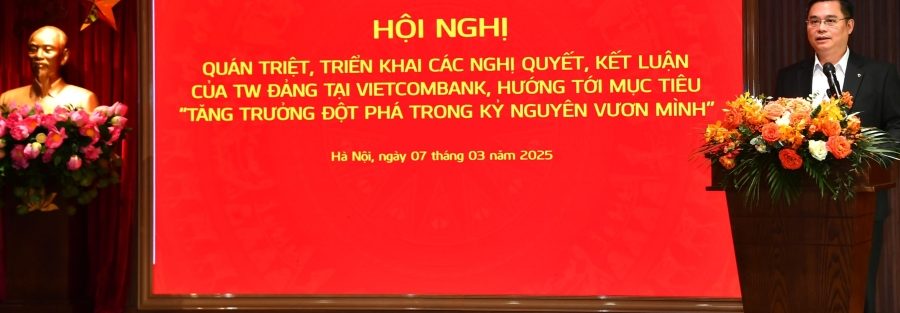 HỘI NGHỊ
QUÁN TRIỆT, TRIỂN KHAI CÁC NGHỊ QUYẾT, KẾT LUẬN
CỦA TW ĐẢNG TẠI VIETCOMBANK, HƯỚNG TỚI MỤC TIÊU
“TĂNG TRƯỞNG ĐỘT PHÁ TRONG KỶ NGUYÊN VƯƠN MÌNH”
Hà Nội, ngày 07 tháng 03 năm 2025